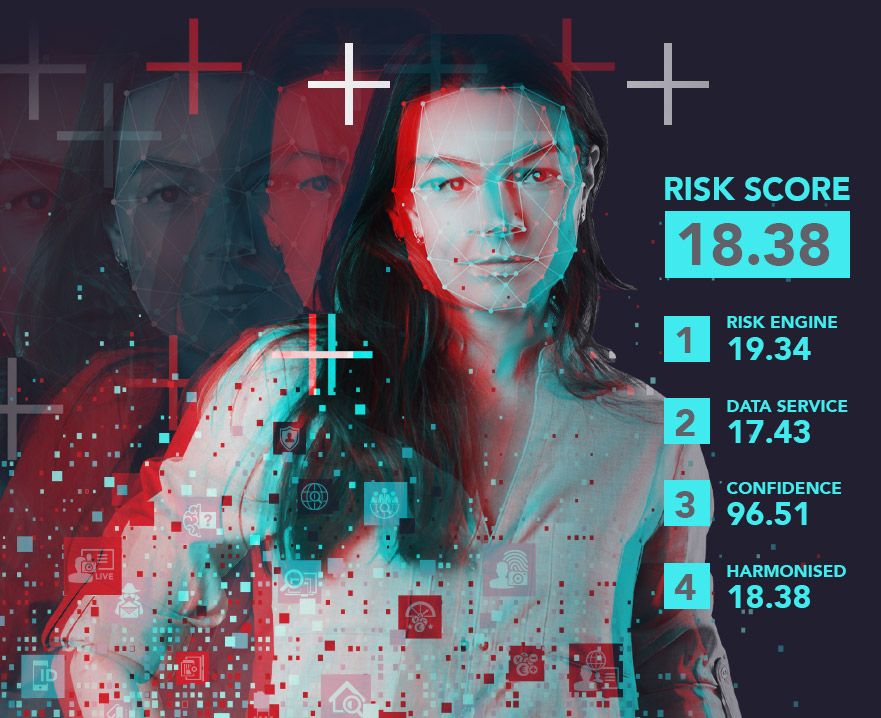 RISK SCORE
18.38
1
RISK ENGINE
19.34
2
DATA SERVICE
17.43
3
CONFIDENCE
96.51
4
HARMONISED
18.38
?
LIVE
ID